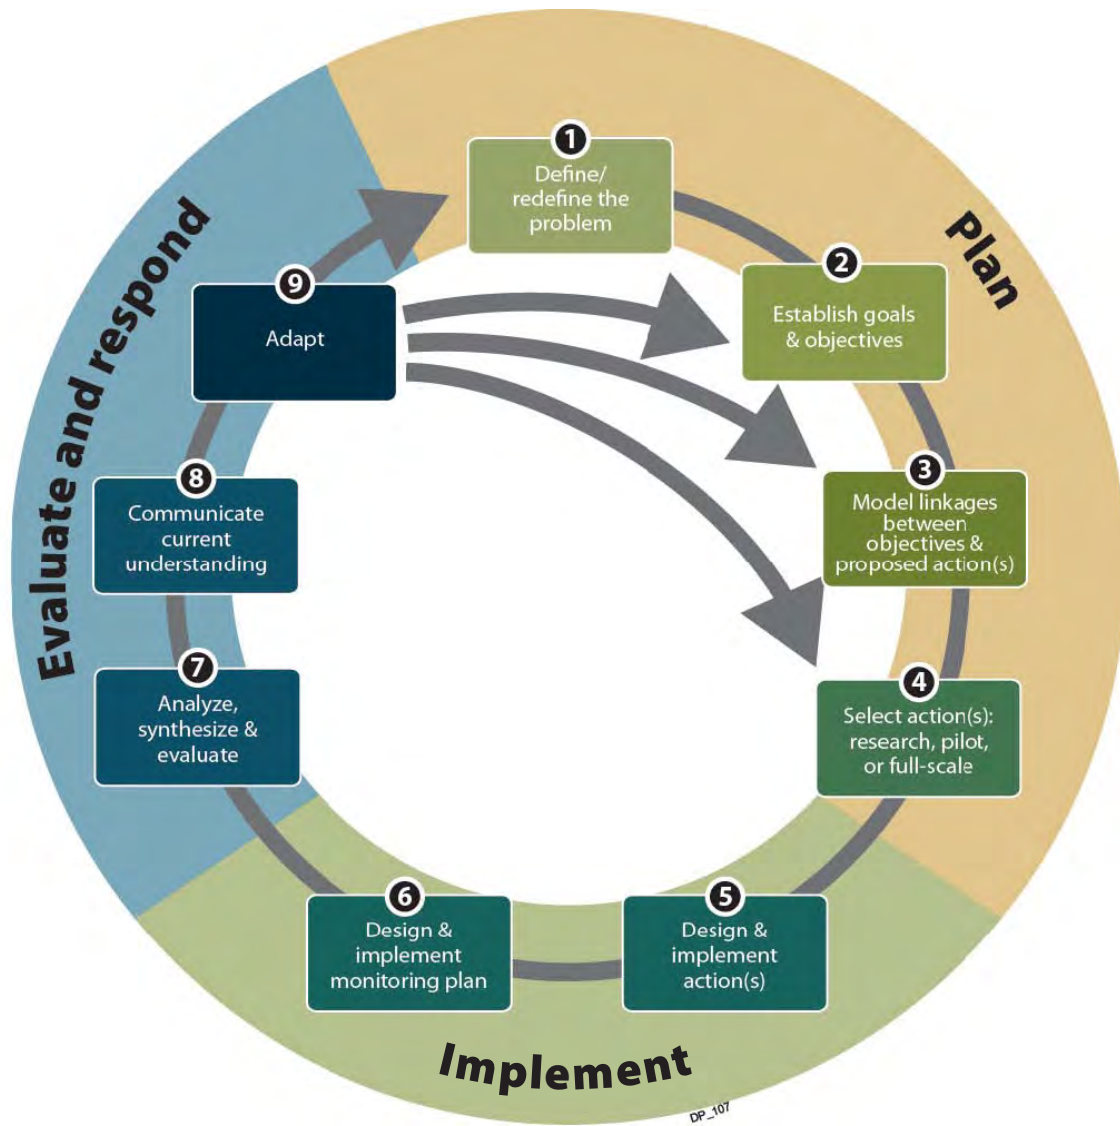 1
Define/
redefine the
problem
2
Establish goals
& objectives
3
Model linkages
between
objectives &
proposed action(s)
4
Select action(s):
research, pilot,
or full-scale
5
Design &
implement
action(s)
6
Design &
implement
monitoring plan
7
Analyze,
synthesize &
evaluate
8
Communicate
current
understanding
9
Adapt
Plan
Implement
Evaluate and respond
DP_107